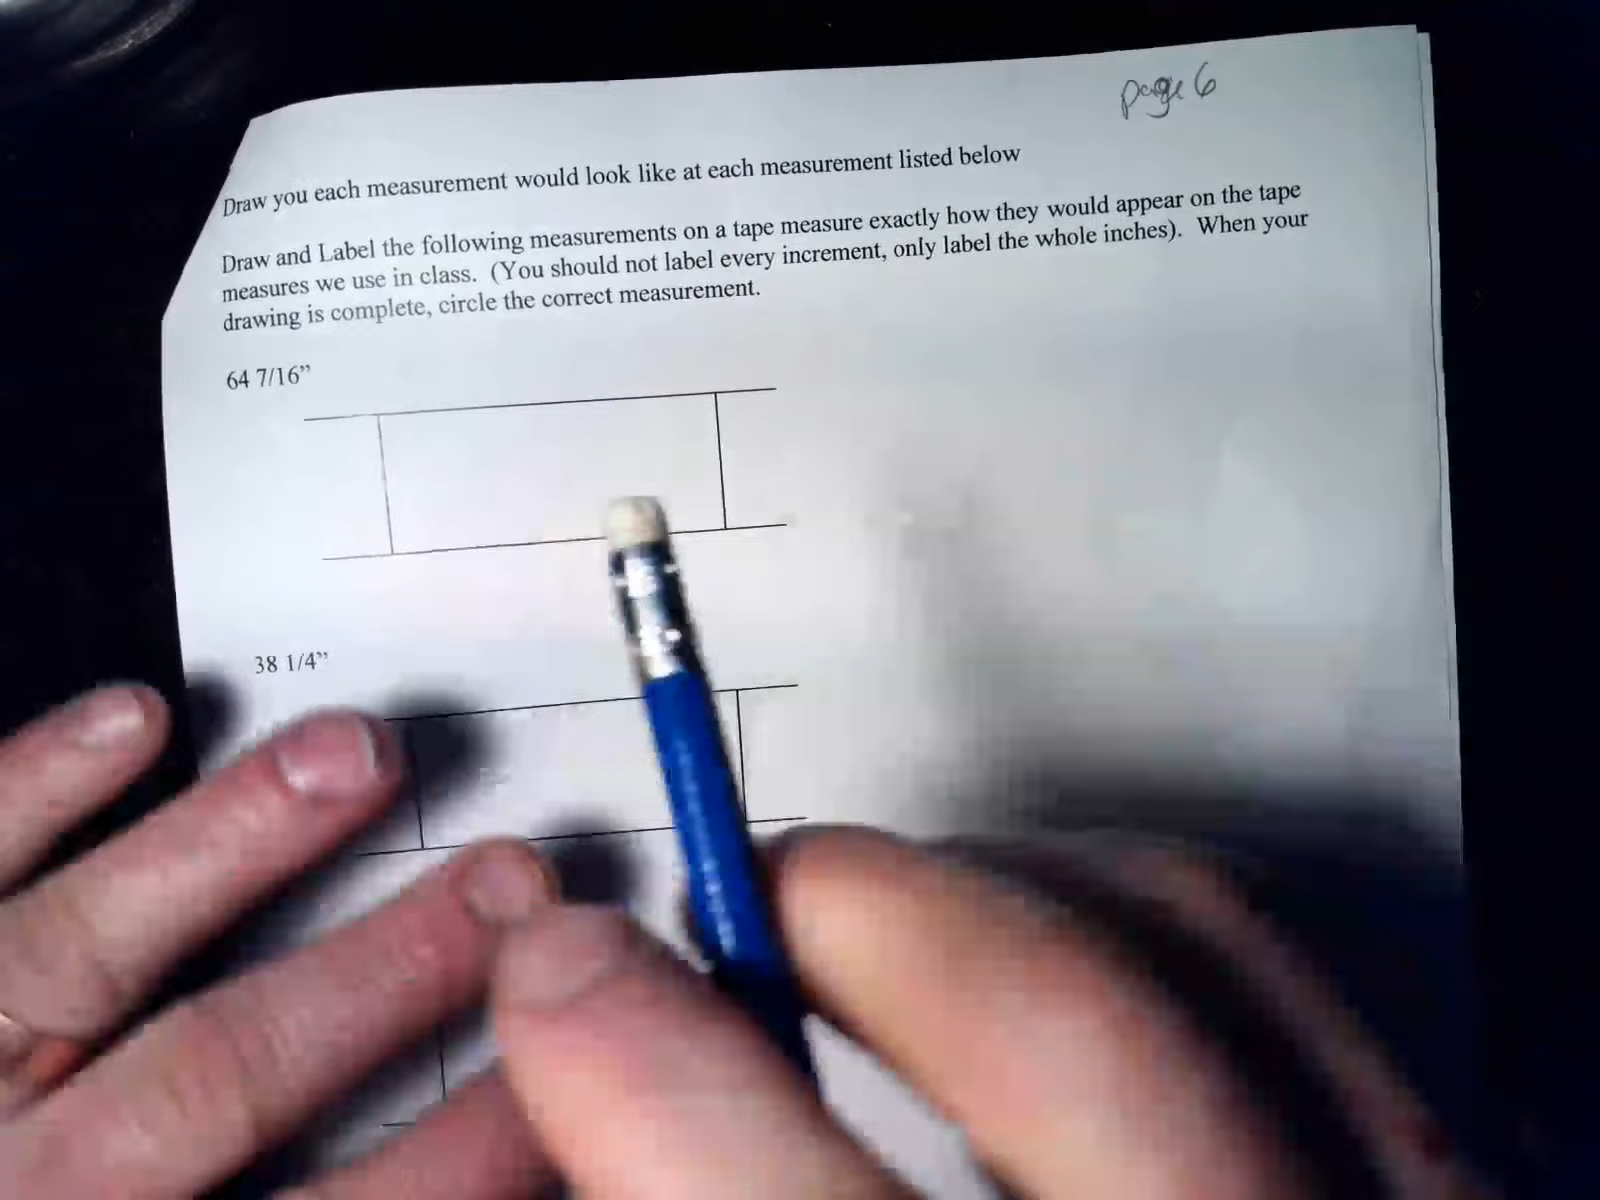 page 6
Draw you each measurement would look like at each measurement listed below
Draw and Label the following measurements on a tape measure exactly how they would appear on the tape
measures we use in class.  (You should not label every increment, only label the whole inches).  When your
drawing is complete, circle the correct measurement.
64 7/16”
38 1/4”